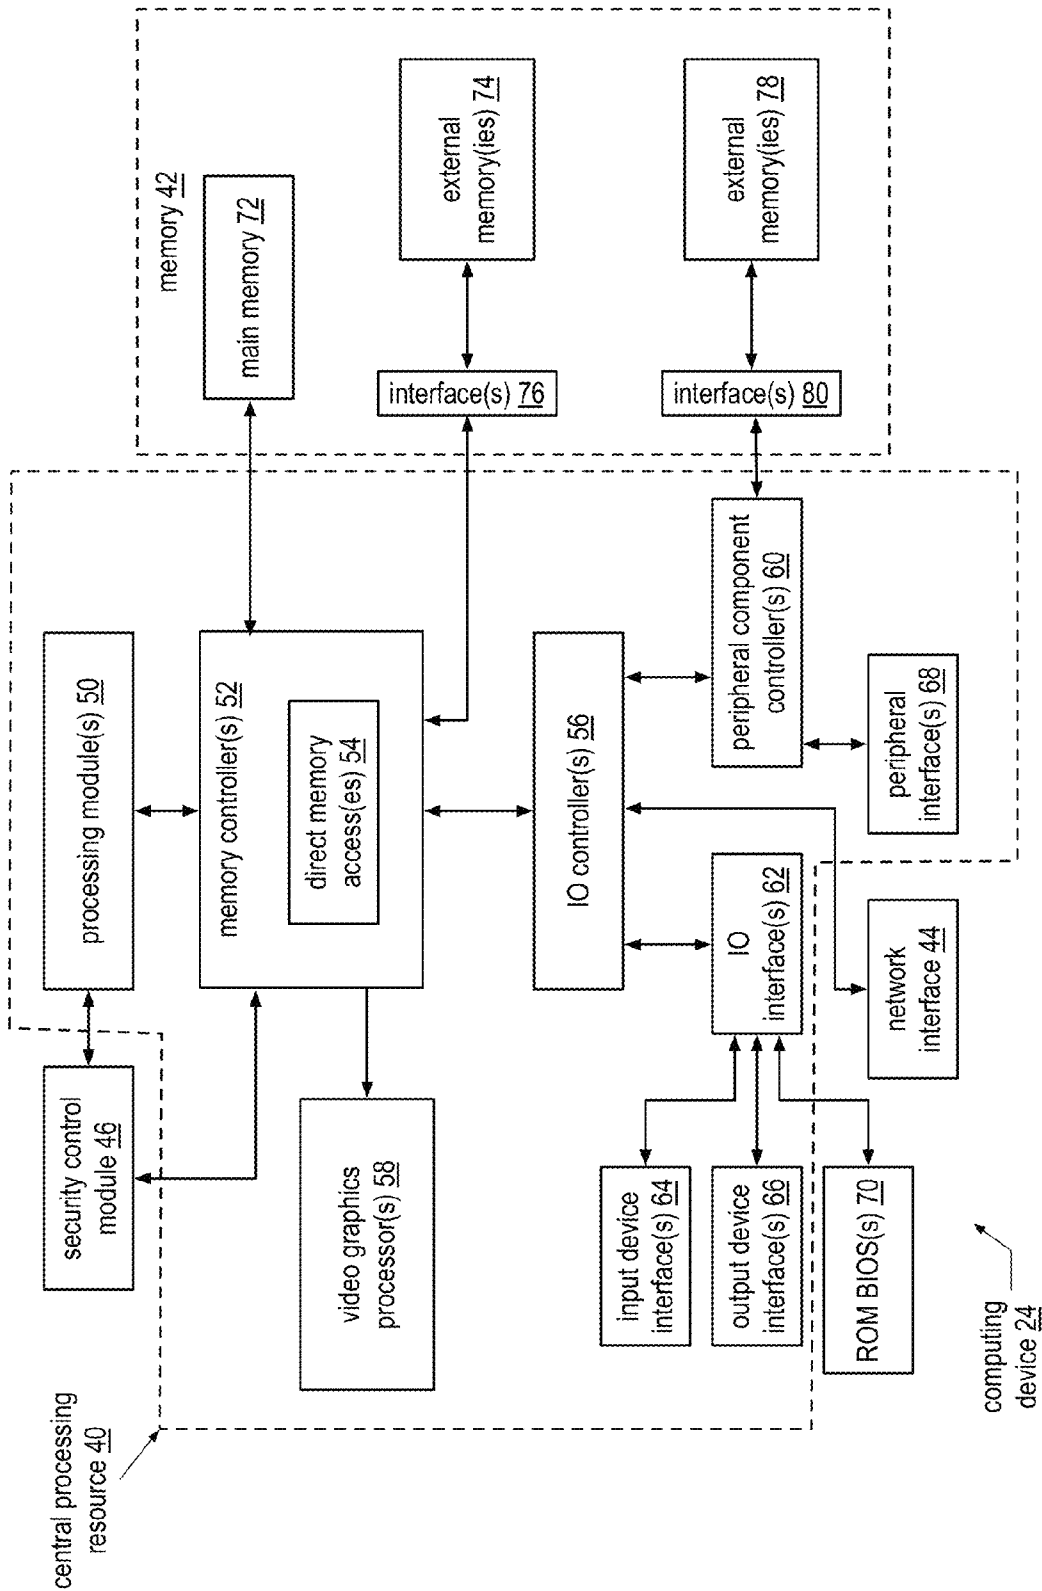 central processing
resource 40
security control
module 46
processing module(s) 50
memory 42
main memory 72
memory controller(s) 52
direct memory
access(es) 54
video graphics
processor(s) 58
interface(s) 76
external
memory(ies) 74
IO controller(s) 56
input device
interface(s) 64
output device
interface(s) 66
IO
interface(s) 62
peripheral component
controller(s) 60
interface(s) 80
external
memory(ies) 78
ROM BIOS(s) 70
network
interface 44
peripheral
interface(s) 68
computing
device 24